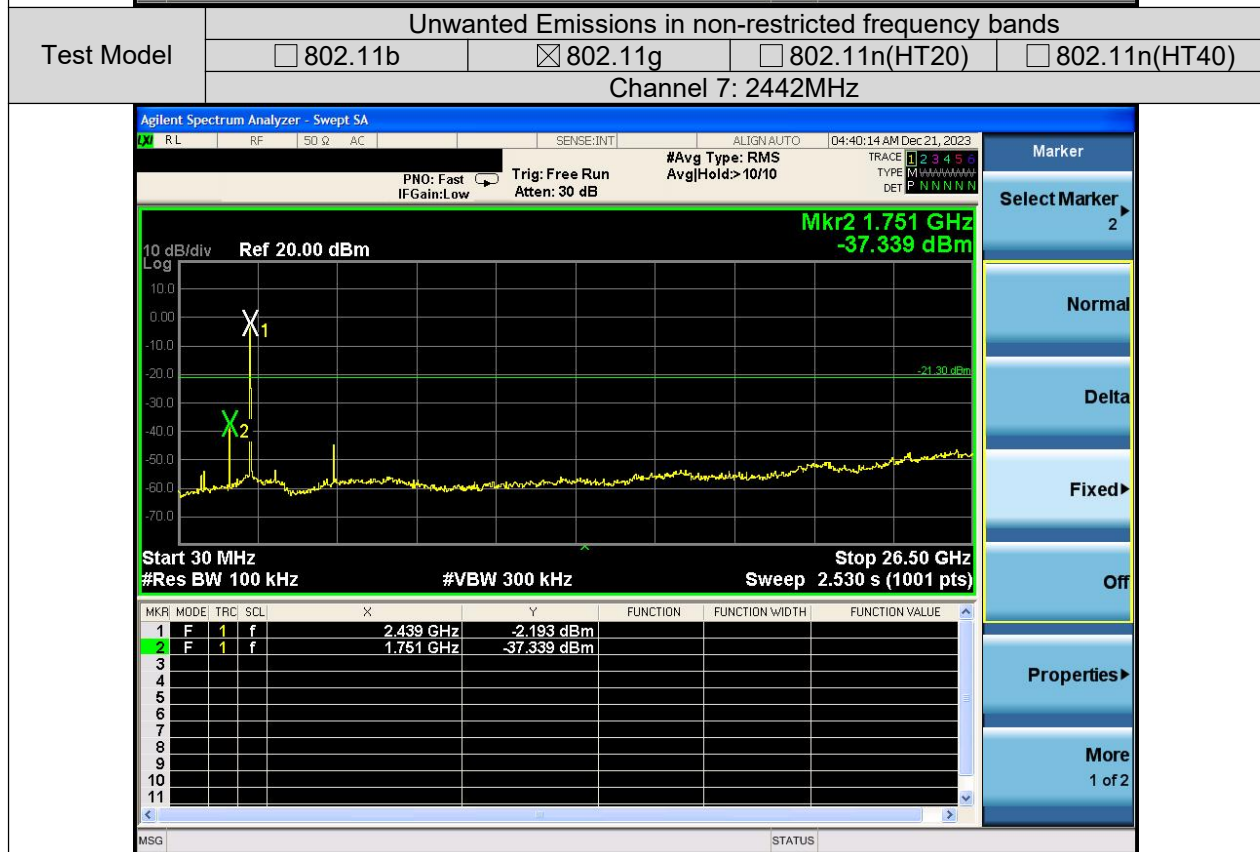 Test Model
Unwanted Emissions in non-restricted frequency bands
☐ 802.11b ☒ 802.11g ☐ 802.11n(HT20) ☐ 802.11n(HT40)
Channel 7: 2442MHz
Agilent Spectrum Analyzer - Swept SA
LXI RL RF 50 Ω AC SENSE:INT ALIGN AUTO 04:40:14 AM Dec 21, 2023
PNO: Fast Trig: Free Run #Avg Type: RMS TRACE 1 2 3 4 5 6
IFGain:Low Atten: 30 dB Avg|Hold:>10/10 TYPE M WWWWW
DET P N N N N N
Mkr2 1.751 GHz
10 dB/div Ref 20.00 dBm -37.339 dBm
Log
10.0
0.00
1
-10.0
-20.0
-21.30 dBm
-30.0
2
-40.0
-50.0
-60.0
-70.0
Start 30 MHz Stop 26.50 GHz
#Res BW 100 kHz #VBW 300 kHz Sweep 2.530 s (1001 pts)
MKR MODE TRC SCL X Y FUNCTION FUNCTION WIDTH FUNCTION VALUE
1 F 1 f 2.439 GHz -2.193 dBm
2 F 1 f 1.751 GHz -37.339 dBm
3
4
5
6
7
8
9
10
11
MSG STATUS
Marker
Select Marker
2
Normal
Delta
Fixed
Off
Properties
More
1 of 2